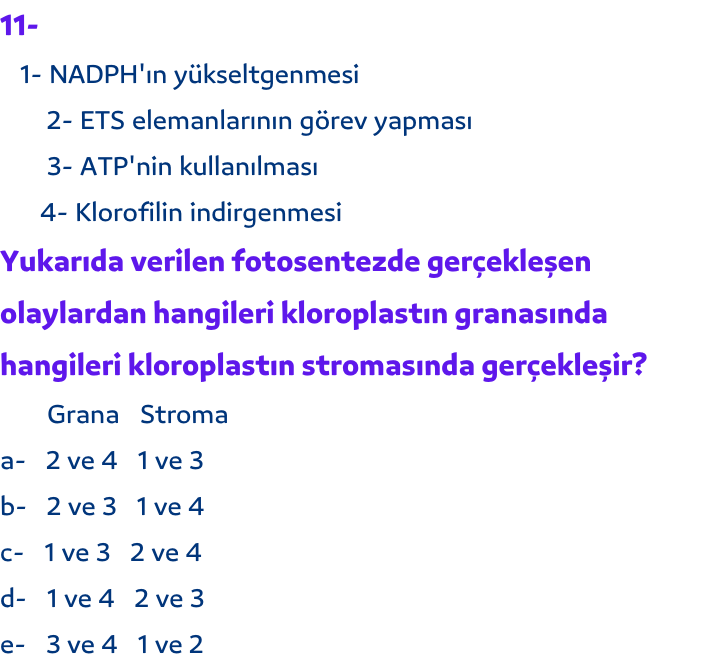 11-
1- NADPH'ın yükseltgenmesi
2- ETS elemanlarının görev yapması
3- ATP'nin kullanılması
4- Klorofilin indirgenmesi
Yukarıda verilen fotosentezde gerçekleşen
olaylardan hangileri kloroplastın granasında
hangileri kloroplastın stromasında gerçekleşir?
Grana Stroma
a- 2 ve 4 1 ve 3
b- 2 ve 3 1 ve 4
c- 1 ve 3 2 ve 4
d- 1 ve 4 2 ve 3
e- 3 ve 4 1 ve 2